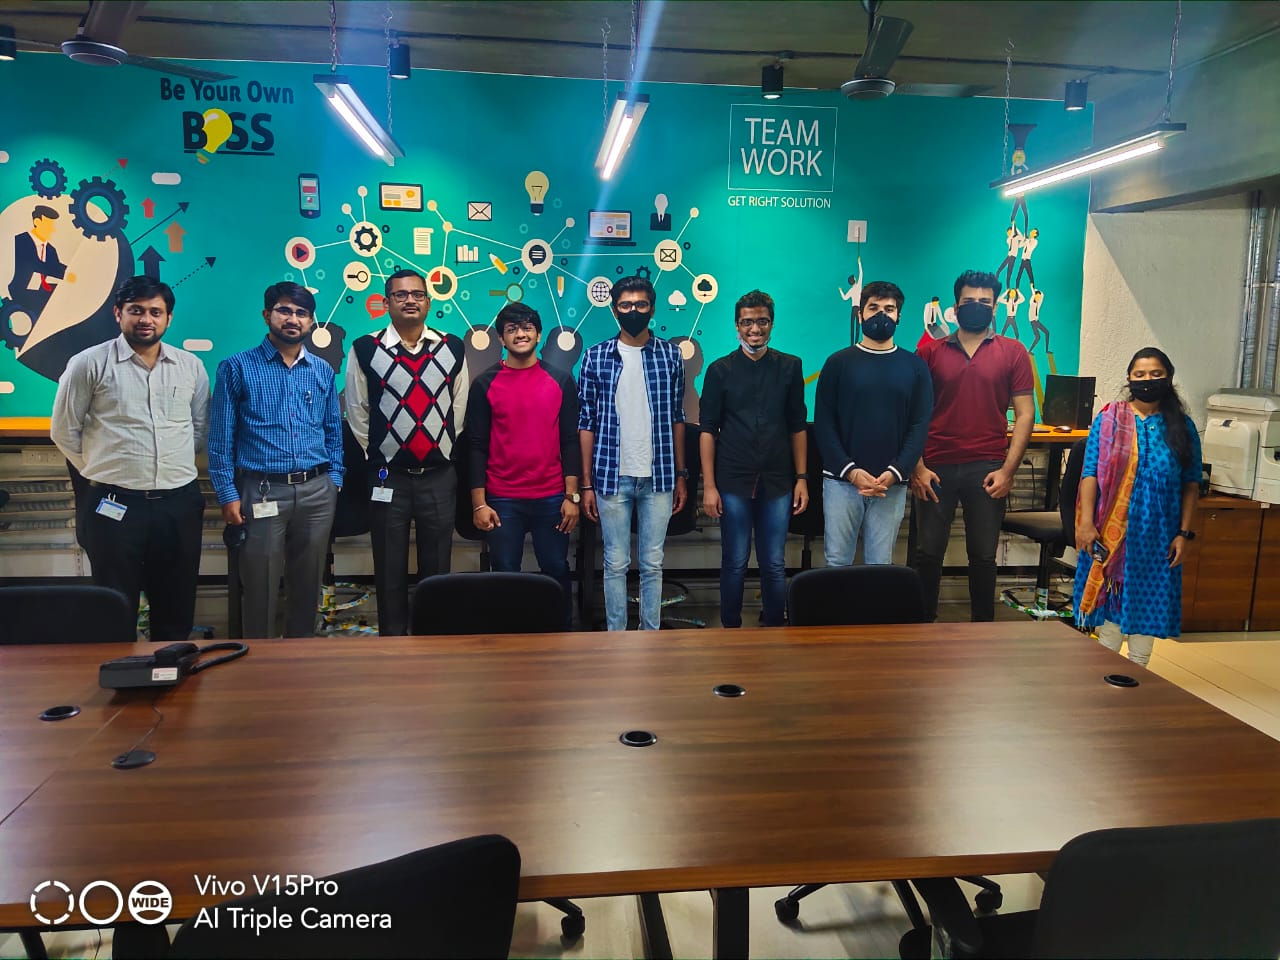 Be Your Own
BOSS
TEAM
WORK
GET RIGHT SOLUTION
WIDE
Vivo V15Pro
AI Triple Camera